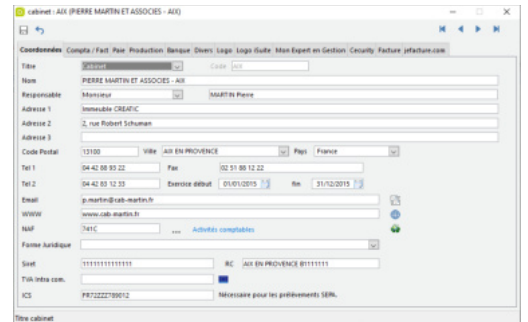 cabinet : AIX (PIERRE MARTIN ET ASSOCIES - AIX)
Coordonnées Compta / Fact Paie Production Banque Divers Logo Logo iSuite Mon Expert en Gestion Cecurity Facture jefacture.com
Titre Cabinet Code AIX
Nom PIERRE MARTIN ET ASSOCIES - AIX
Responsable Monsieur MARTIN Pierre
Adresse 1 Immeuble CREATIC
Adresse 2 2, rue Robert Schuman
Adresse 3
Code Postal 13100 Ville AIX EN PROVENCE Pays France
Tel 1 04 42 88 93 22 Fax 02 51 88 12 22
Tel 2 04 42 83 12 33 Exercice début 01/01/2015 fin 31/12/2015
Email p.martin@cab-martin.fr
WWW www.cab-martin.fr
NAF 741C ... Activités comptables
Forme Juridique
Siret 11111111111111 RC AIX EN PROVENCE B1111111
TVA Intra com.
ICS FR72ZZZ789012 Nécessaire pour les prélèvements SEPA.
Titre cabinet